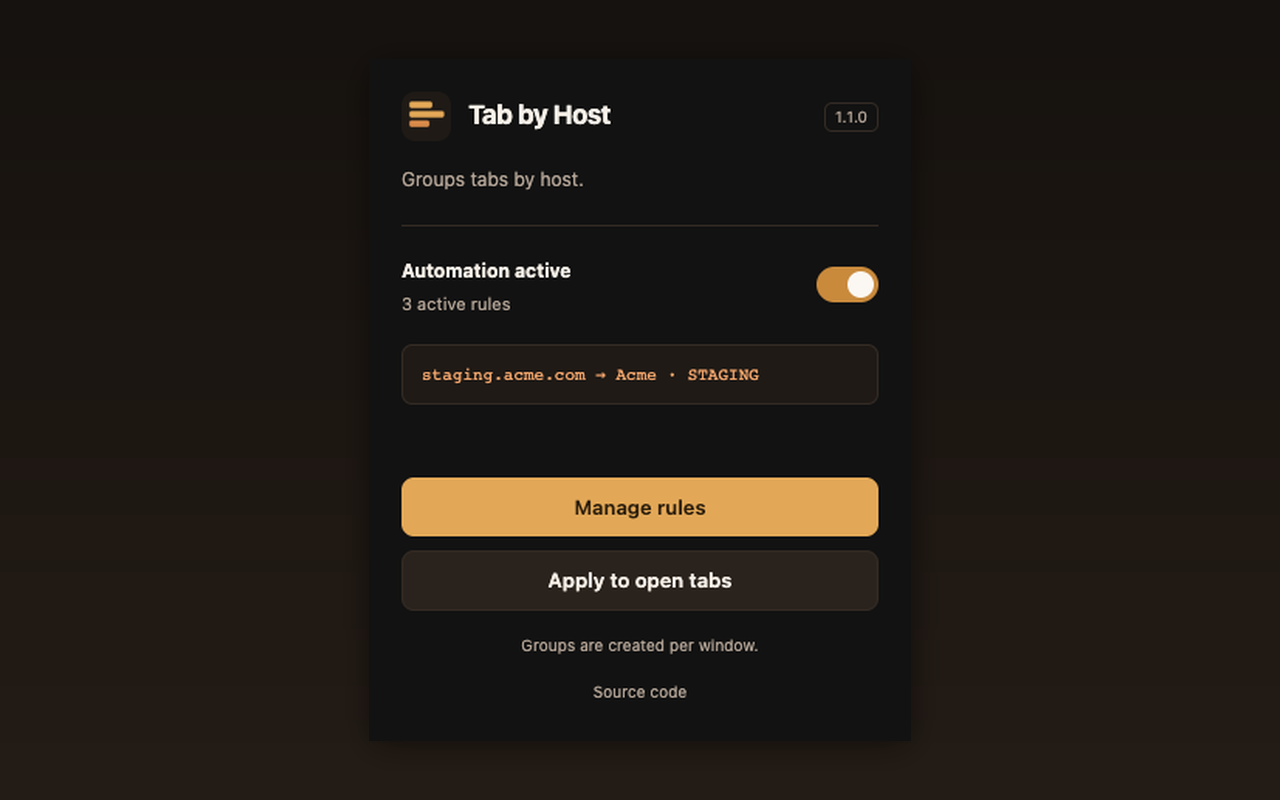 Tab by Host
1.1.0
Groups tabs by host.
Automation active
3 active rules
staging.acme.com → Acme · STAGING
Manage rules
Apply to open tabs
Groups are created per window.
Source code